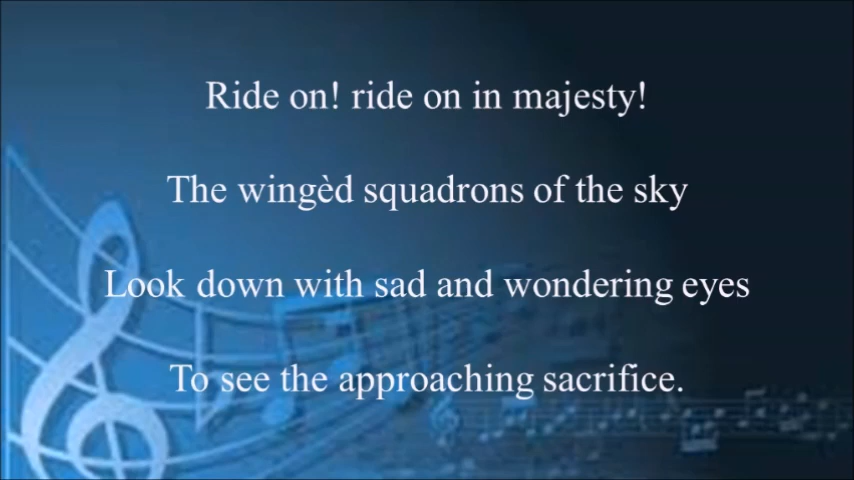 Ride on! ride on in majesty!
The wingèd squadrons of the sky
Look down with sad and wondering eyes
To see the approaching sacrifice.